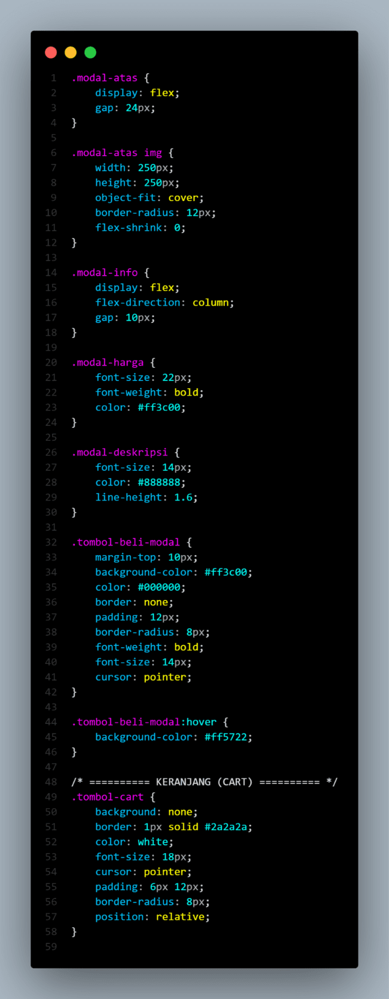 1 .modal-atas {
2     display: flex;
3     gap: 24px;
4 }
5
6 .modal-atas img {
7     width: 250px;
8     height: 250px;
9     object-fit: cover;
10     border-radius: 12px;
11     flex-shrink: 0;
12 }
13
14 .modal-info {
15     display: flex;
16     flex-direction: column;
17     gap: 10px;
18 }
19
20 .modal-harga {
21     font-size: 22px;
22     font-weight: bold;
23     color: #ff3c00;
24 }
25
26 .modal-deskripsi {
27     font-size: 14px;
28     color: #888888;
29     line-height: 1.6;
30 }
31
32 .tombol-beli-modal {
33     margin-top: 10px;
34     background-color: #ff3c00;
35     color: #000000;
36     border: none;
37     padding: 12px;
38     border-radius: 8px;
39     font-weight: bold;
40     font-size: 14px;
41     cursor: pointer;
42 }
43
44 .tombol-beli-modal:hover {
45     background-color: #ff5722;
46 }
47
48 /* ========== KERANJANG (CART) ========== */
49 .tombol-cart {
50     background: none;
51     border: 1px solid #2a2a2a;
52     color: white;
53     font-size: 18px;
54     cursor: pointer;
55     padding: 6px 12px;
56     border-radius: 8px;
57     position: relative;
58 }
59